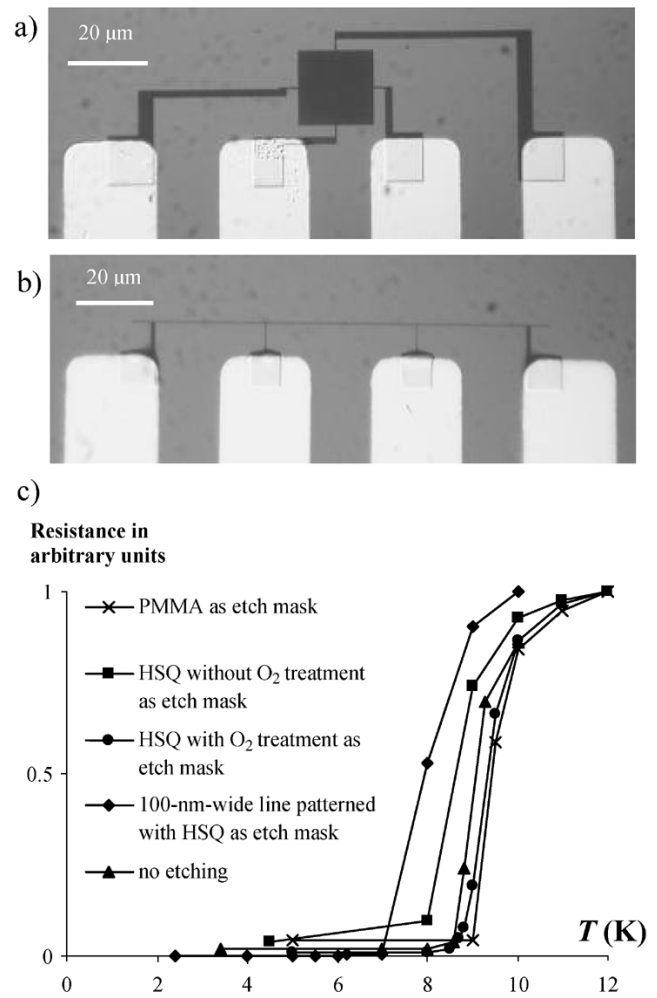 a)
20 μm
b)
20 μm
c)
Resistance in
arbitrary units
1
PMMA as etch mask
HSQ without O₂ treatment
as etch mask
HSQ with O₂ treatment as
etch mask
0.5
100-nm-wide line patterned
with HSQ as etch mask
no etching
T (K)
0
0 2 4 6 8 10 12